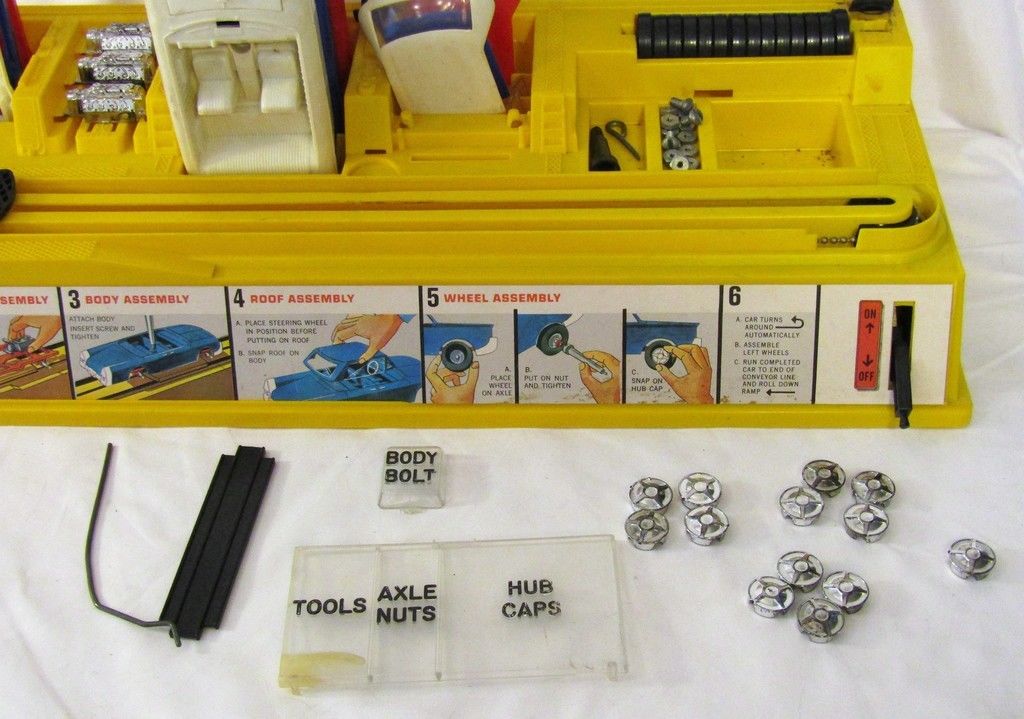 SEMBLY
3 BODY ASSEMBLY
ATTACH BODY
INSERT SCREW AND
TIGHTEN
4 ROOF ASSEMBLY
A. PLACE STEERING WHEEL
IN POSITION BEFORE
PUTTING ON ROOF
B. SNAP ROOF ON
BODY
5 WHEEL ASSEMBLY
A.
PLACE
WHEEL
ON AXLE
B.
PUT ON NUT
AND TIGHTEN
C.
SNAP ON
HUB CAP
6
A. CAR TURNS
AROUND
AUTOMATICALLY
B. ASSEMBLE
LEFT WHEELS
C. RUN COMPLETED
CAR TO END OF
CONVEYOR LINE
AND ROLL DOWN
RAMP
ON
OFF
BODY
BOLT
TOOLS
AXLE
NUTS
HUB
CAPS